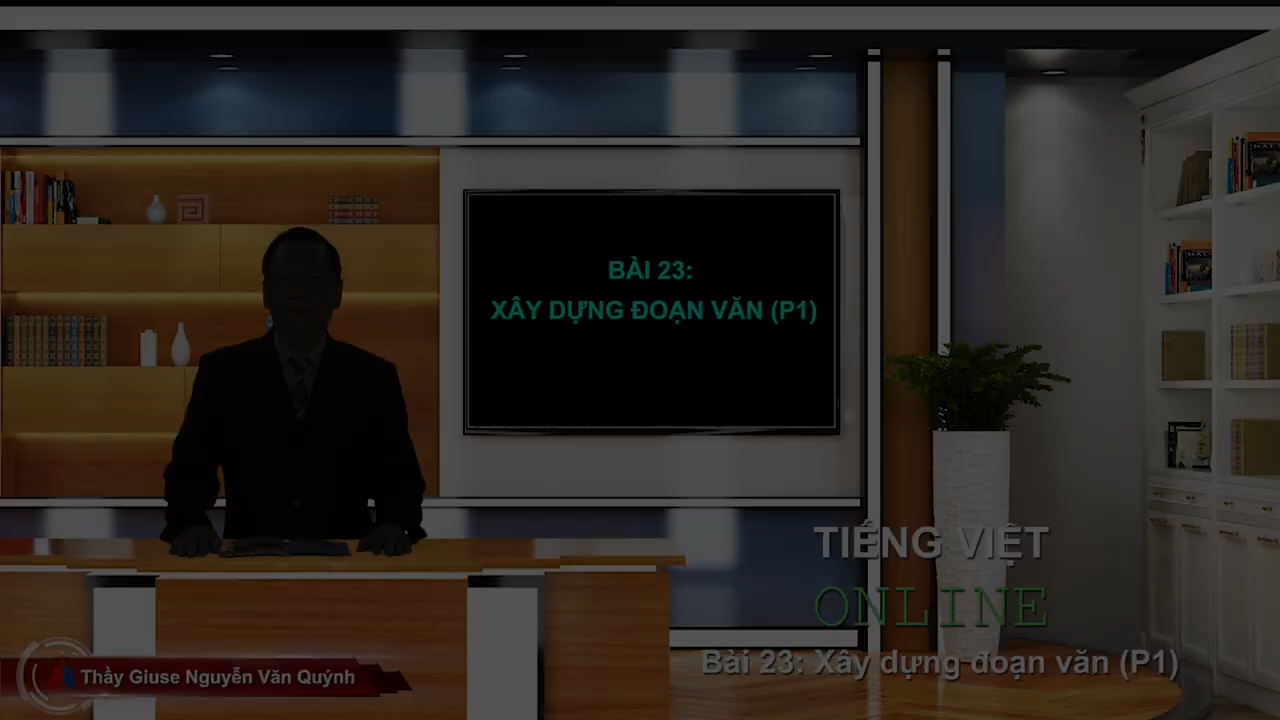 BÀI 23:
XÂY DỰNG ĐOẠN VĂN (P1)
TIẾNG VIỆT
ONLINE
Bài 23: Xây dựng đoạn văn (P1)
Thầy Giuse Nguyễn Văn Quýnh